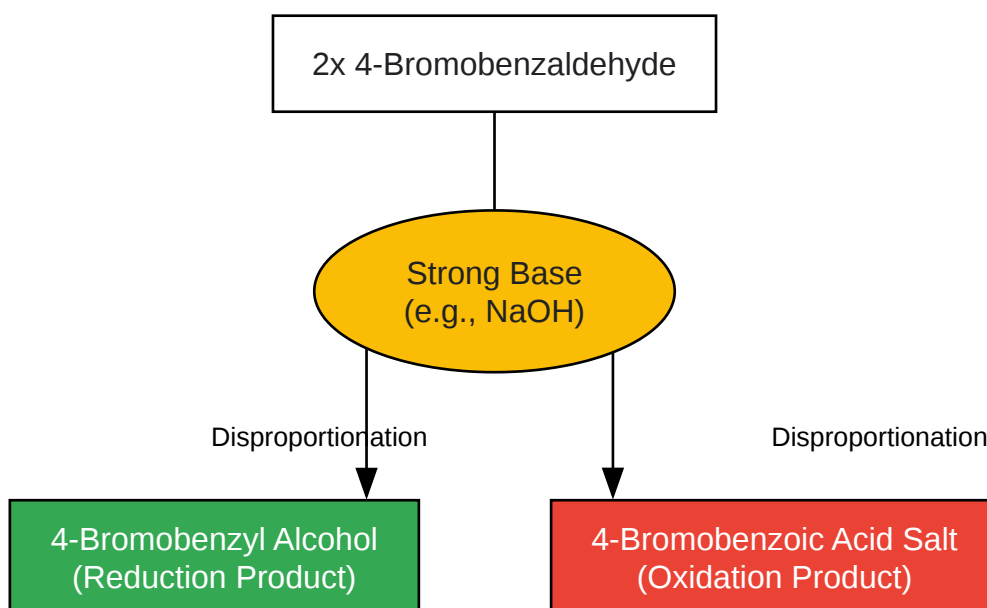 2x 4-Bromobenzaldehyde
Strong Base
(e.g., NaOH)
Disproportionation
Disproportionation
4-Bromobenzyl Alcohol
(Reduction Product)
4-Bromobenzoic Acid Salt
(Oxidation Product)